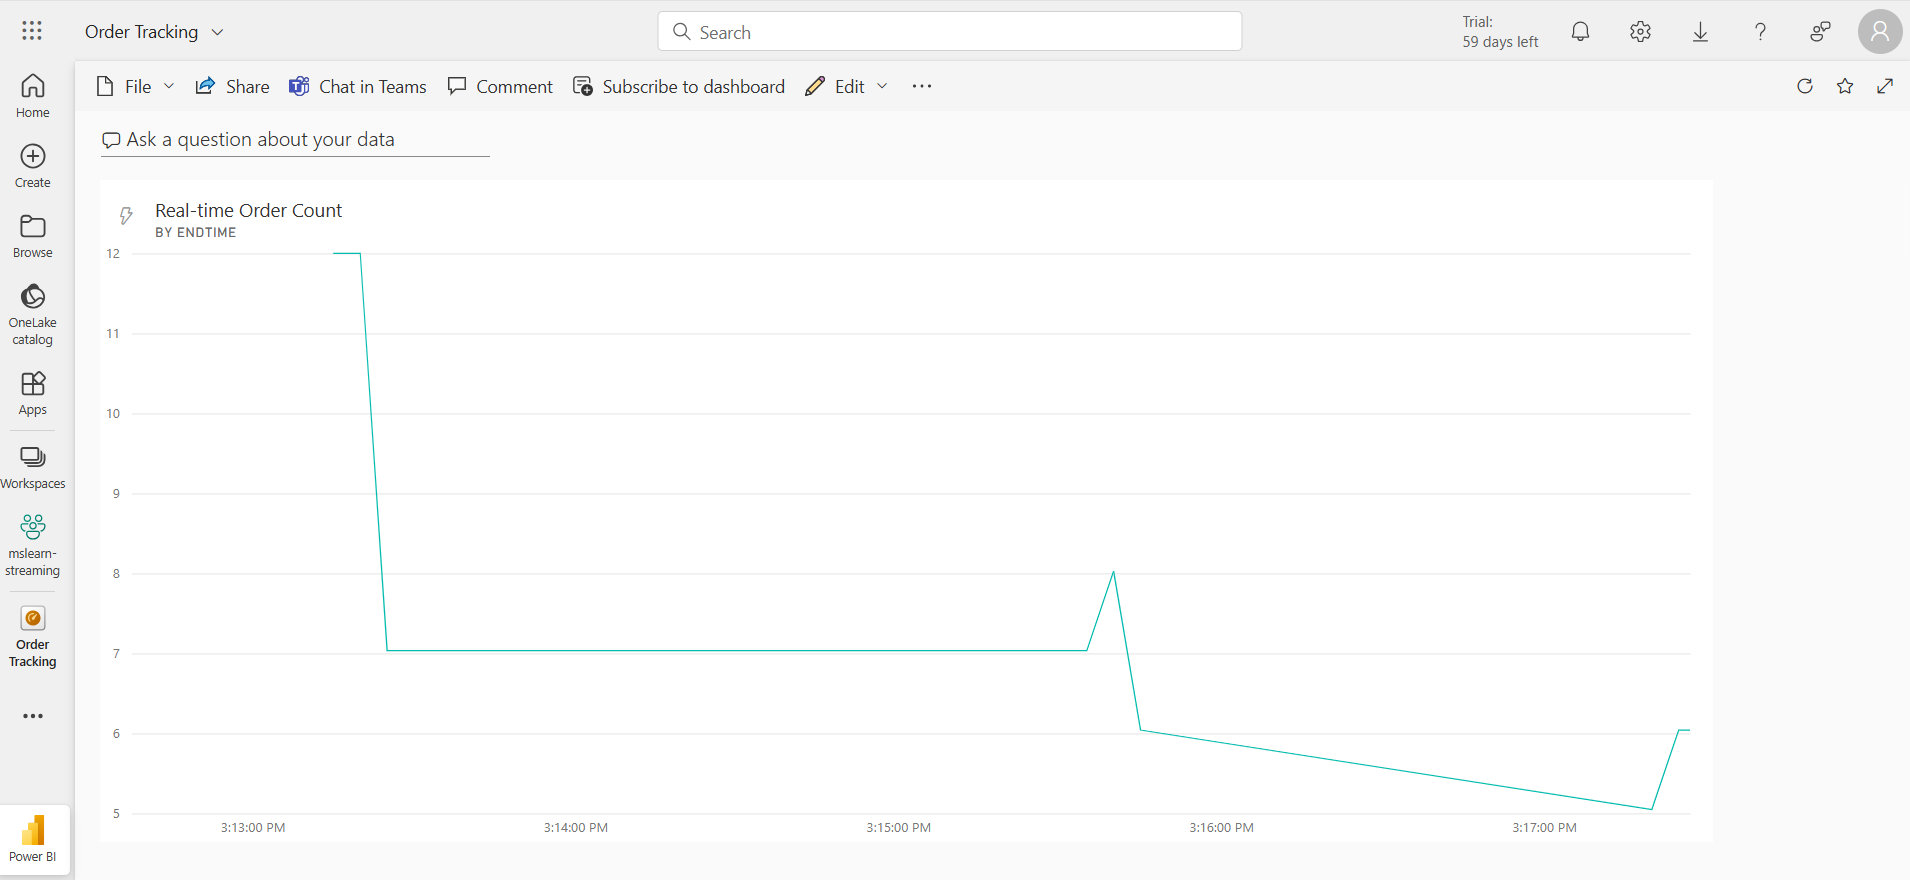 Order Tracking
Search
Trial:
59 days left
Home
Create
Browse
OneLake
catalog
Apps
Workspaces
mslearn-
streaming
Order
Tracking
Power BI
File
Share
Chat in Teams
Comment
Subscribe to dashboard
Edit
Ask a question about your data
Real-time Order Count
BY ENDTIME
12
11
10
9
8
7
6
5
3:13:00 PM
3:14:00 PM
3:15:00 PM
3:16:00 PM
3:17:00 PM